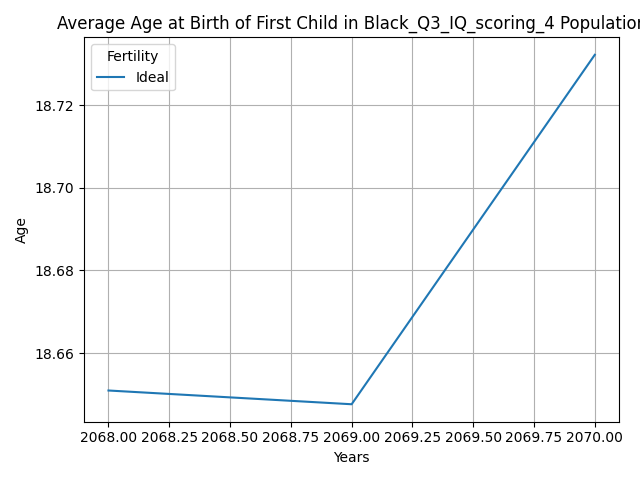 Average Age at Birth of First Child in Black_Q3_IQ_scoring_4 Population
Fertility
Ideal
18.72
18.70
18.68
18.66
Age
2068.00 2068.25 2068.50 2068.75 2069.00 2069.25 2069.50 2069.75 2070.00
Years